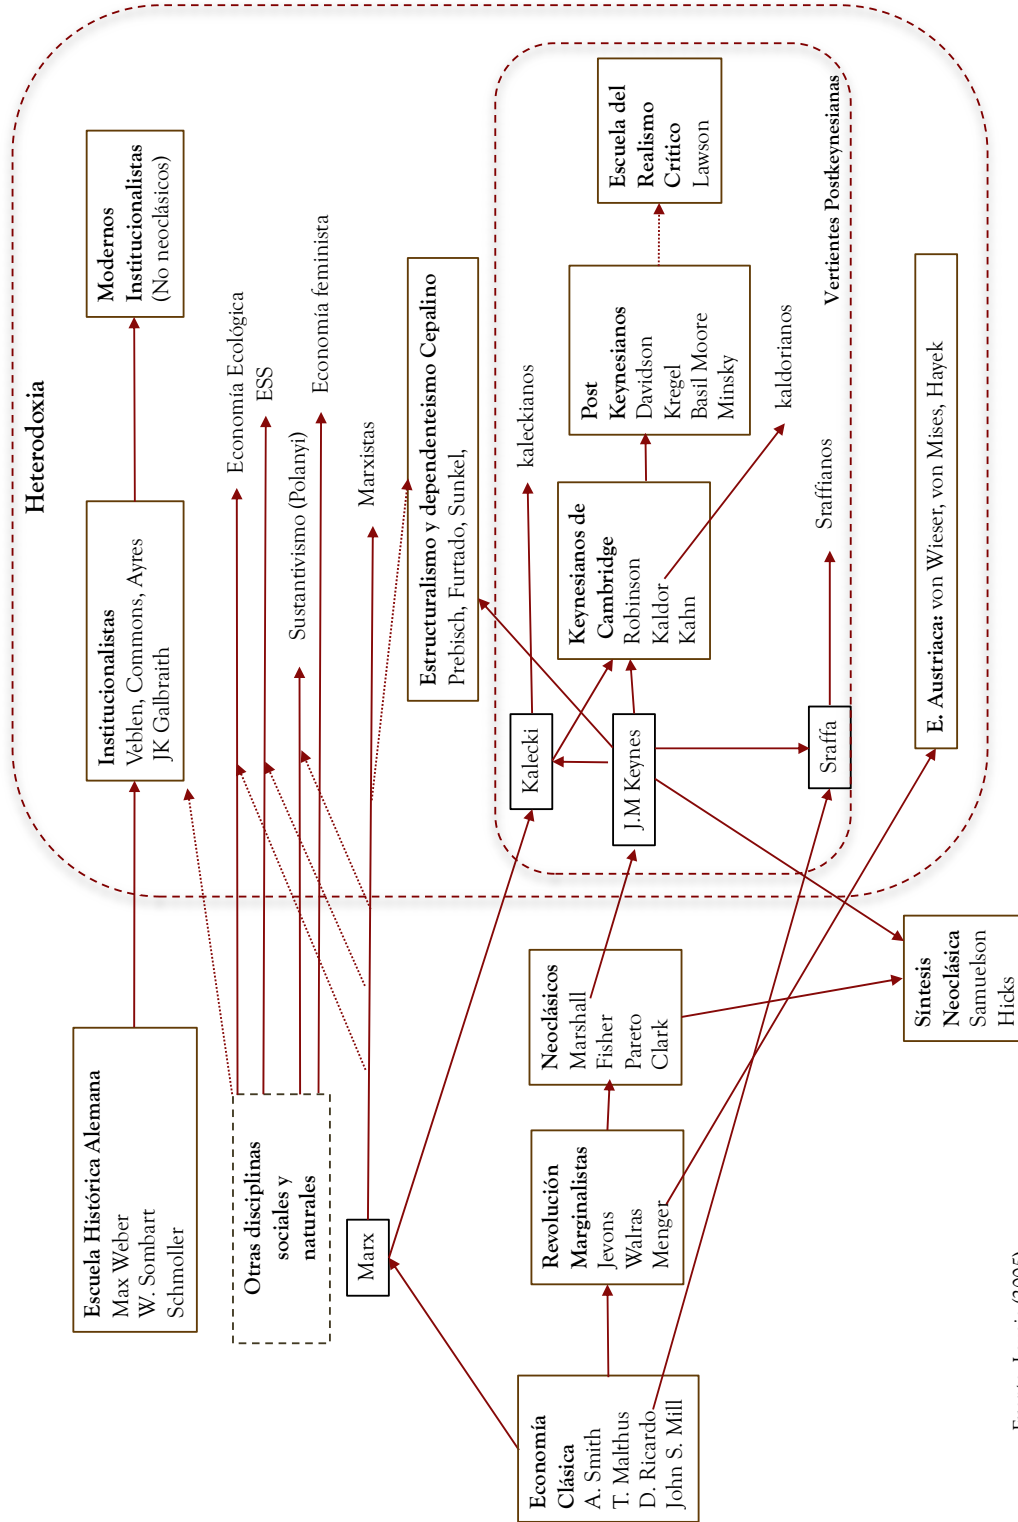 Heterodoxia
Escuela Histórica Alemana
Max Weber
W. Sombart
Schmoller
Institucionalistas
Veblen, Commons, Ayres
JK Galbraith
Modernos
Institucionalistas
(No neoclásicos)
Otras disciplinas
sociales y
naturales
Economía Ecológica
ESS
Sustantivismo (Polanyi)
Economía feminista
Marx
Marxistas
Estructuralismo y dependenteismo Cepalino
Prebisch, Furtado, Sunkel,
Kalecki
kaleckianos
Economía
Clásica
A. Smith
T. Malthus
D. Ricardo
John S. Mill
Revolución
Marginalistas
Jevons
Walras
Menger
Neoclásicos
Marshall
Fisher
Pareto
Clark
J.M Keynes
Keynesianos de
Cambridge
Robinson
Kaldor
Kahn
Post
Keynesianos
Davidson
Kregel
Basil Moore
Minsky
Escuela del
Realismo
Crítico
Lawson
kaldorianos
Sraffa
Sraffianos
Vertientes Postkeynesianas
Síntesis
Neoclásica
Samuelson
Hicks
E. Austriaca: von Wieser, von Mises, Hayek